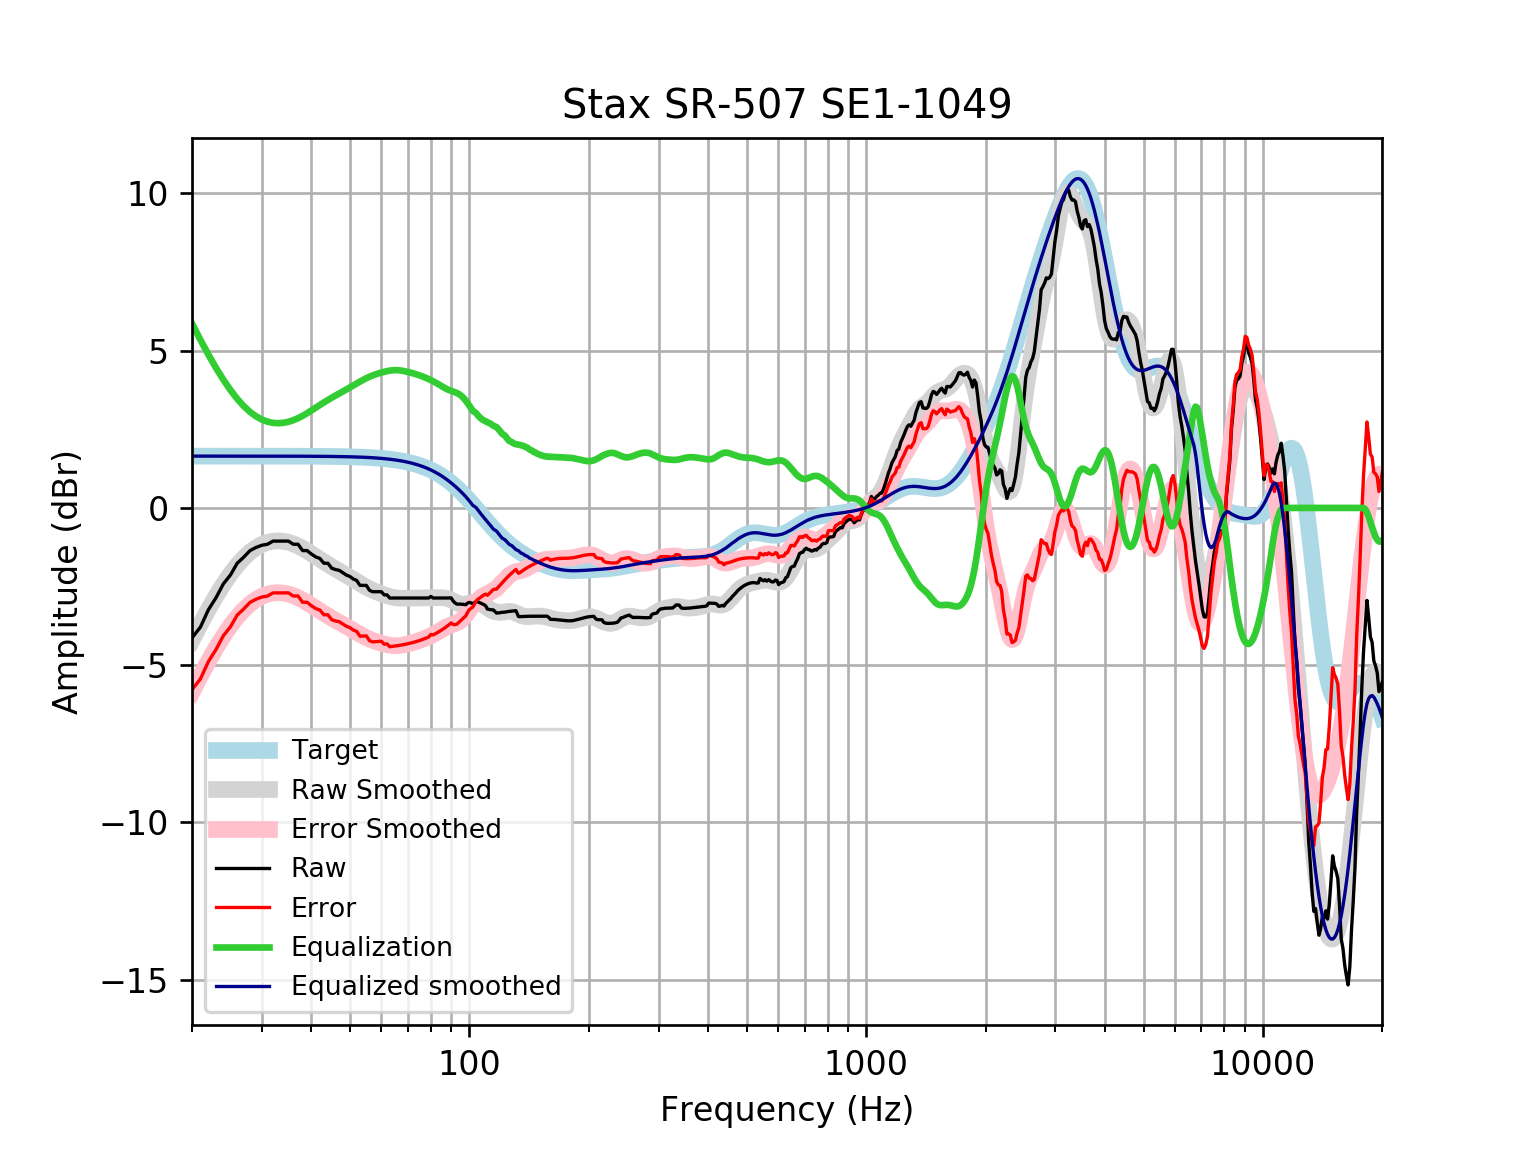 Stax SR-507 SE1-1049
Amplitude (dBr)
10
5
0
−5
−10
−15
Target
Raw Smoothed
Error Smoothed
Raw
Error
Equalization
Equalized smoothed
100
1000
10000
Frequency (Hz)